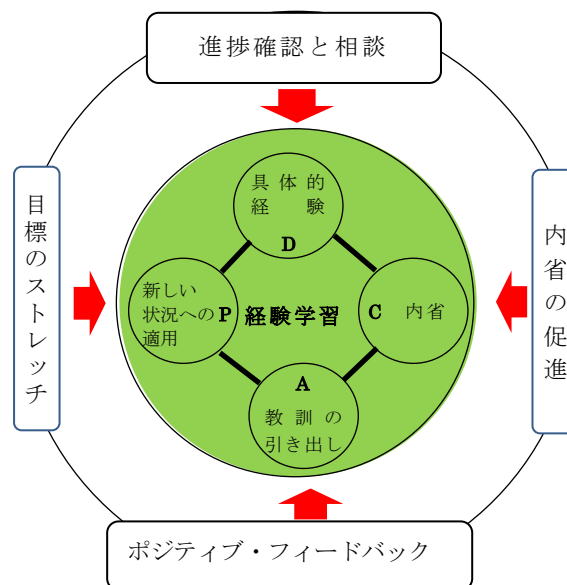 進捗確認と相談
具体的
経験
D
目標のストレッチ
新しい
状況への
適用
P
経験学習
C
内省
内省の促進
A
教訓の
引き出し
ポジティブ・フィードバック